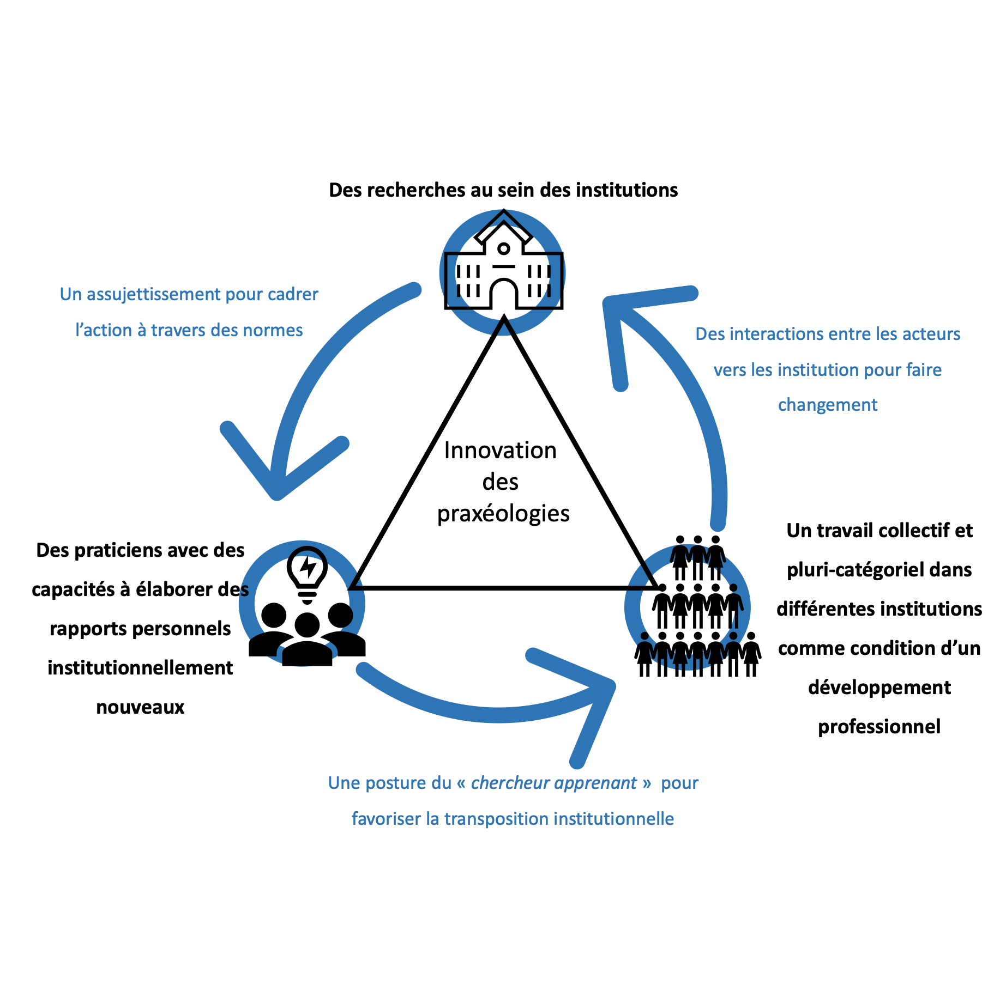 Des recherches au sein des institutions
Un assujettissement pour cadrer
l’action à travers des normes
Des interactions entre les acteurs
vers les institution pour faire
changement
Innovation
des
praxéologies
Des praticiens avec des
capacités à élaborer des
rapports personnels
institutionnellement
nouveaux
Un travail collectif et
pluri-catégoriel dans
différentes institutions
comme condition d’un
développement
professionnel
Une posture du « chercheur apprenant »  pour
favoriser la transposition institutionnelle